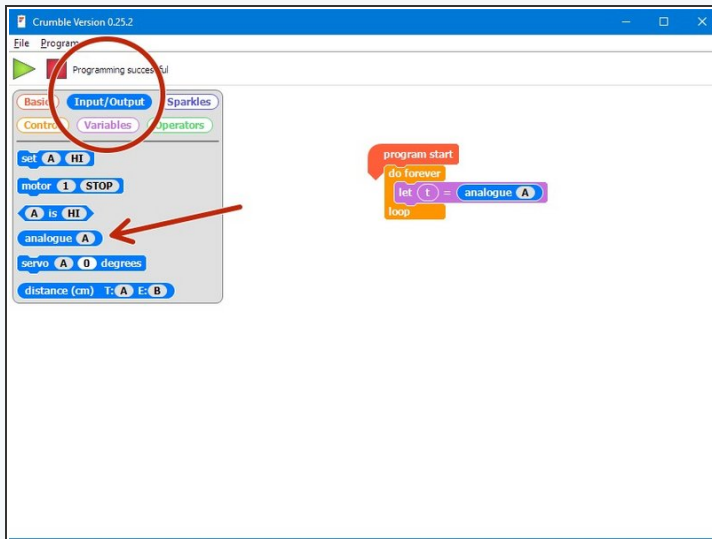 Crumble Version 0.25.2
File Program
Programming successful
Basic Input/Output Sparkles
Control Variables Operators
set A HI
motor 1 STOP
A is HI
analogue A
servo A 0 degrees
distance (cm) T: A E: B
program start
do forever
let t = analogue A
loop